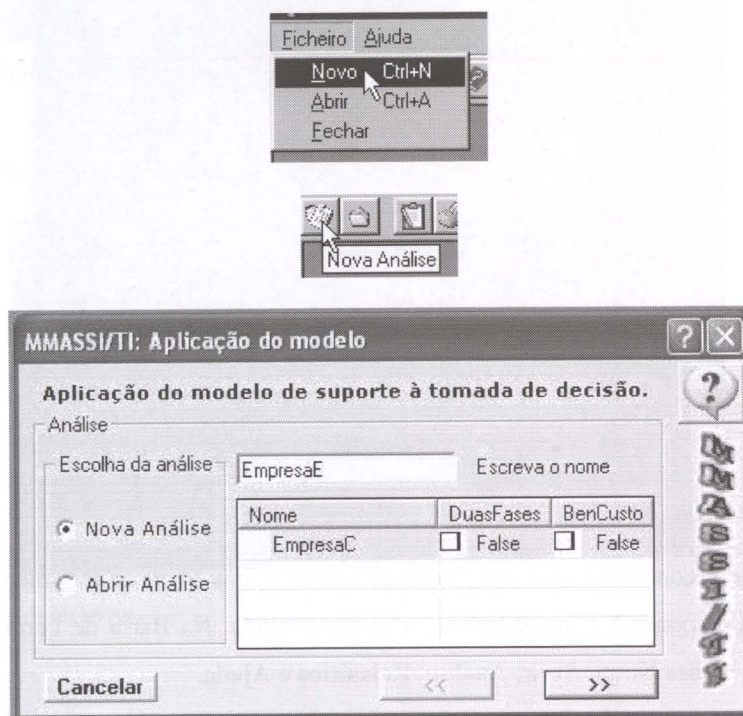 Ficheiro Ajuda
Novo Ctrl+N
Abrir Ctrl+A
Fechar
Nova Análise
MMASSI/TI: Aplicação do modelo
Aplicação do modelo de suporte à tomada de decisão.
Análise
Escolha da análise EmpresaE Escreva o nome
Nome DuasFases BenCusto
Nova Análise
EmpresaC False False
Abrir Análise
Cancelar << >>